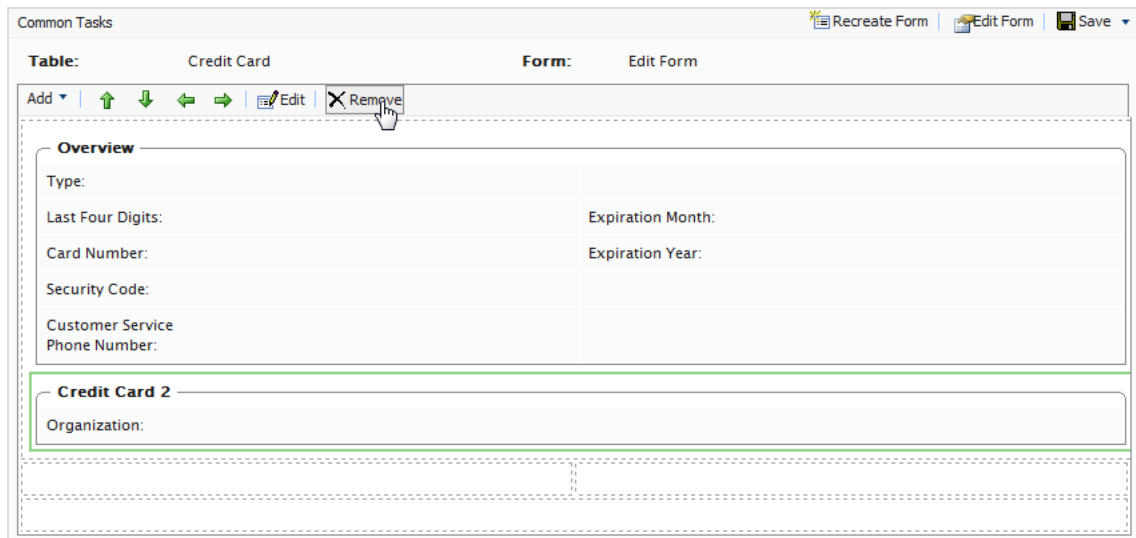 Common Tasks Recreate Form Edit Form Save
Table: Credit Card Form: Edit Form
Add Edit Remove
Overview
Type:
Last Four Digits: Expiration Month:
Card Number: Expiration Year:
Security Code:
Customer Service
Phone Number:
Credit Card 2
Organization: